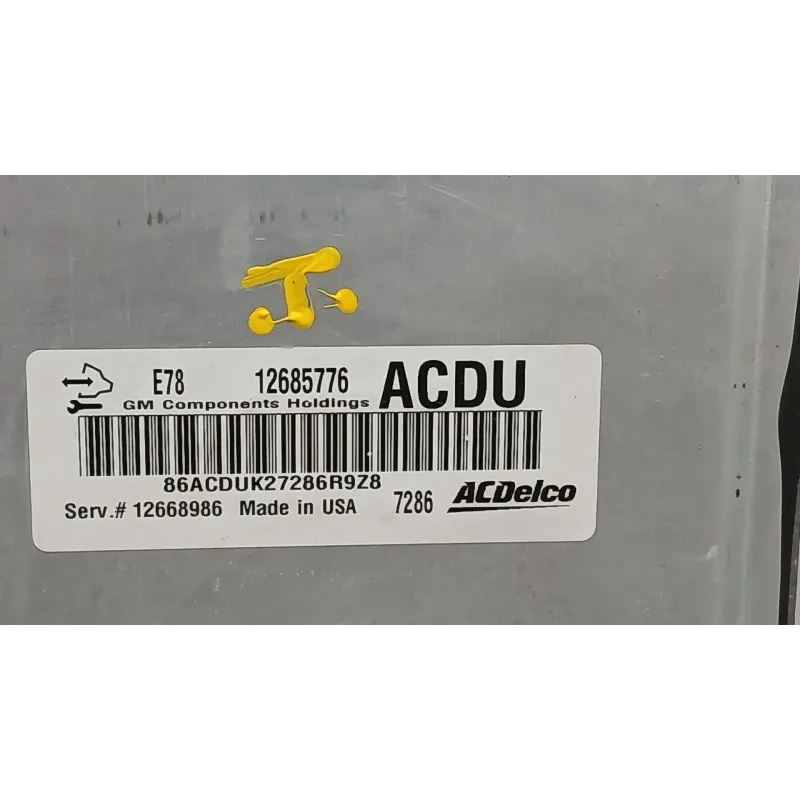 J.
E78 12685776 ACDU
GM Components Holdings
86ACDUK27286R9Z8
Serv.# 12668986 Made in USA 7286 ACDelco